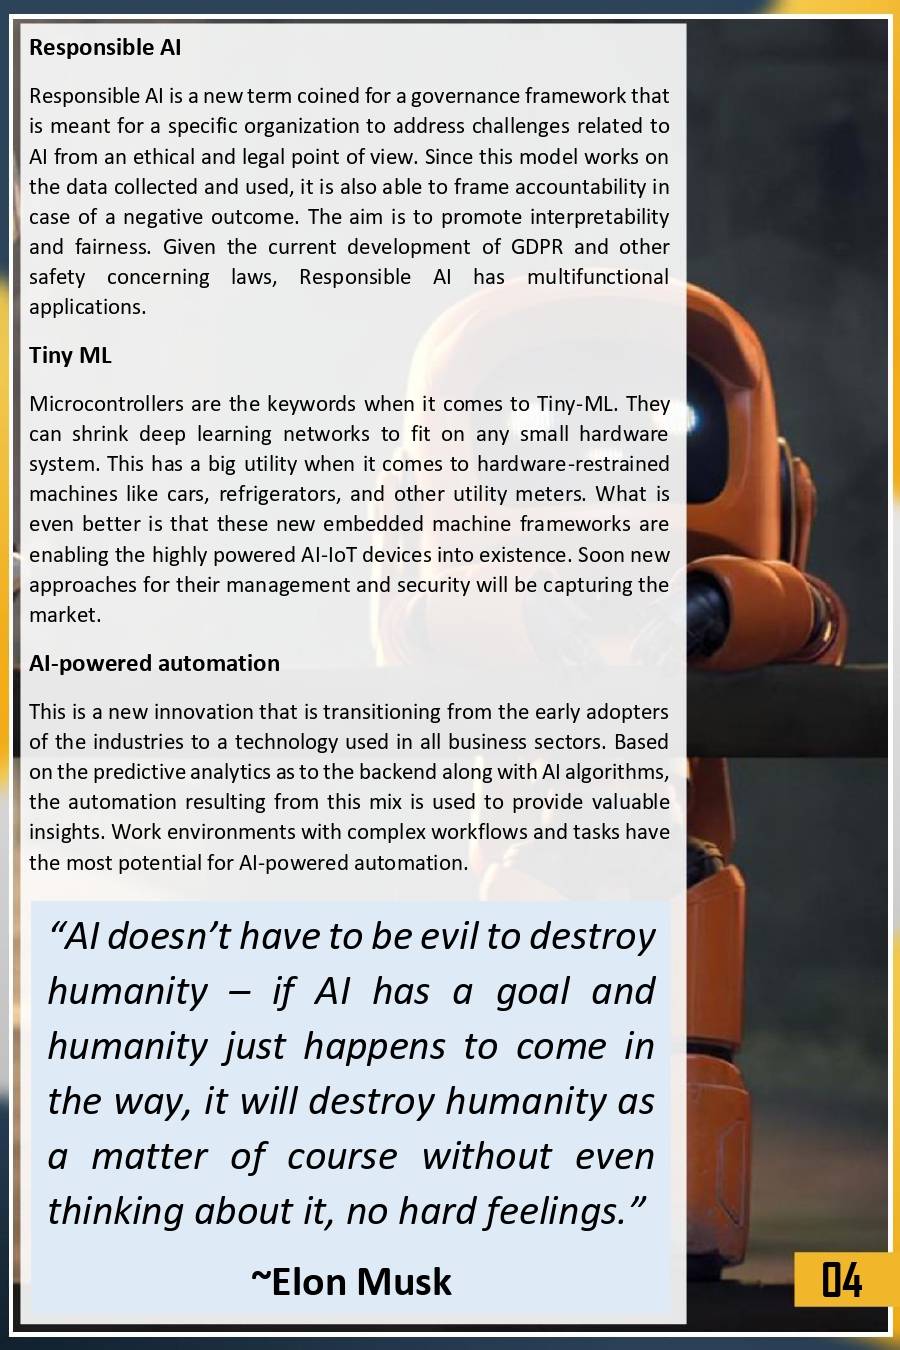 Responsible AI
Responsible AI is a new term coined for a governance framework that
is meant for a specific organization to address challenges related to
AI from an ethical and legal point of view. Since this model works on
the data collected and used, it is also able to frame accountability in
case of a negative outcome. The aim is to promote interpretability
and fairness. Given the current development of GDPR and other
safety concerning laws, Responsible AI has multifunctional
applications.
Tiny ML
Microcontrollers are the keywords when it comes to Tiny-ML. They
can shrink deep learning networks to fit on any small hardware
system. This has a big utility when it comes to hardware-restrained
machines like cars, refrigerators, and other utility meters. What is
even better is that these new embedded machine frameworks are
enabling the highly powered AI-IoT devices into existence. Soon new
approaches for their management and security will be capturing the
market.
AI-powered automation
This is a new innovation that is transitioning from the early adopters
of the industries to a technology used in all business sectors. Based
on the predictive analytics as to the backend along with AI algorithms,
the automation resulting from this mix is used to provide valuable
insights. Work environments with complex workflows and tasks have
the most potential for AI-powered automation.
“AI doesn’t have to be evil to destroy
humanity – if AI has a goal and
humanity just happens to come in
the way, it will destroy humanity as
a matter of course without even
thinking about it, no hard feelings.”
~Elon Musk
04